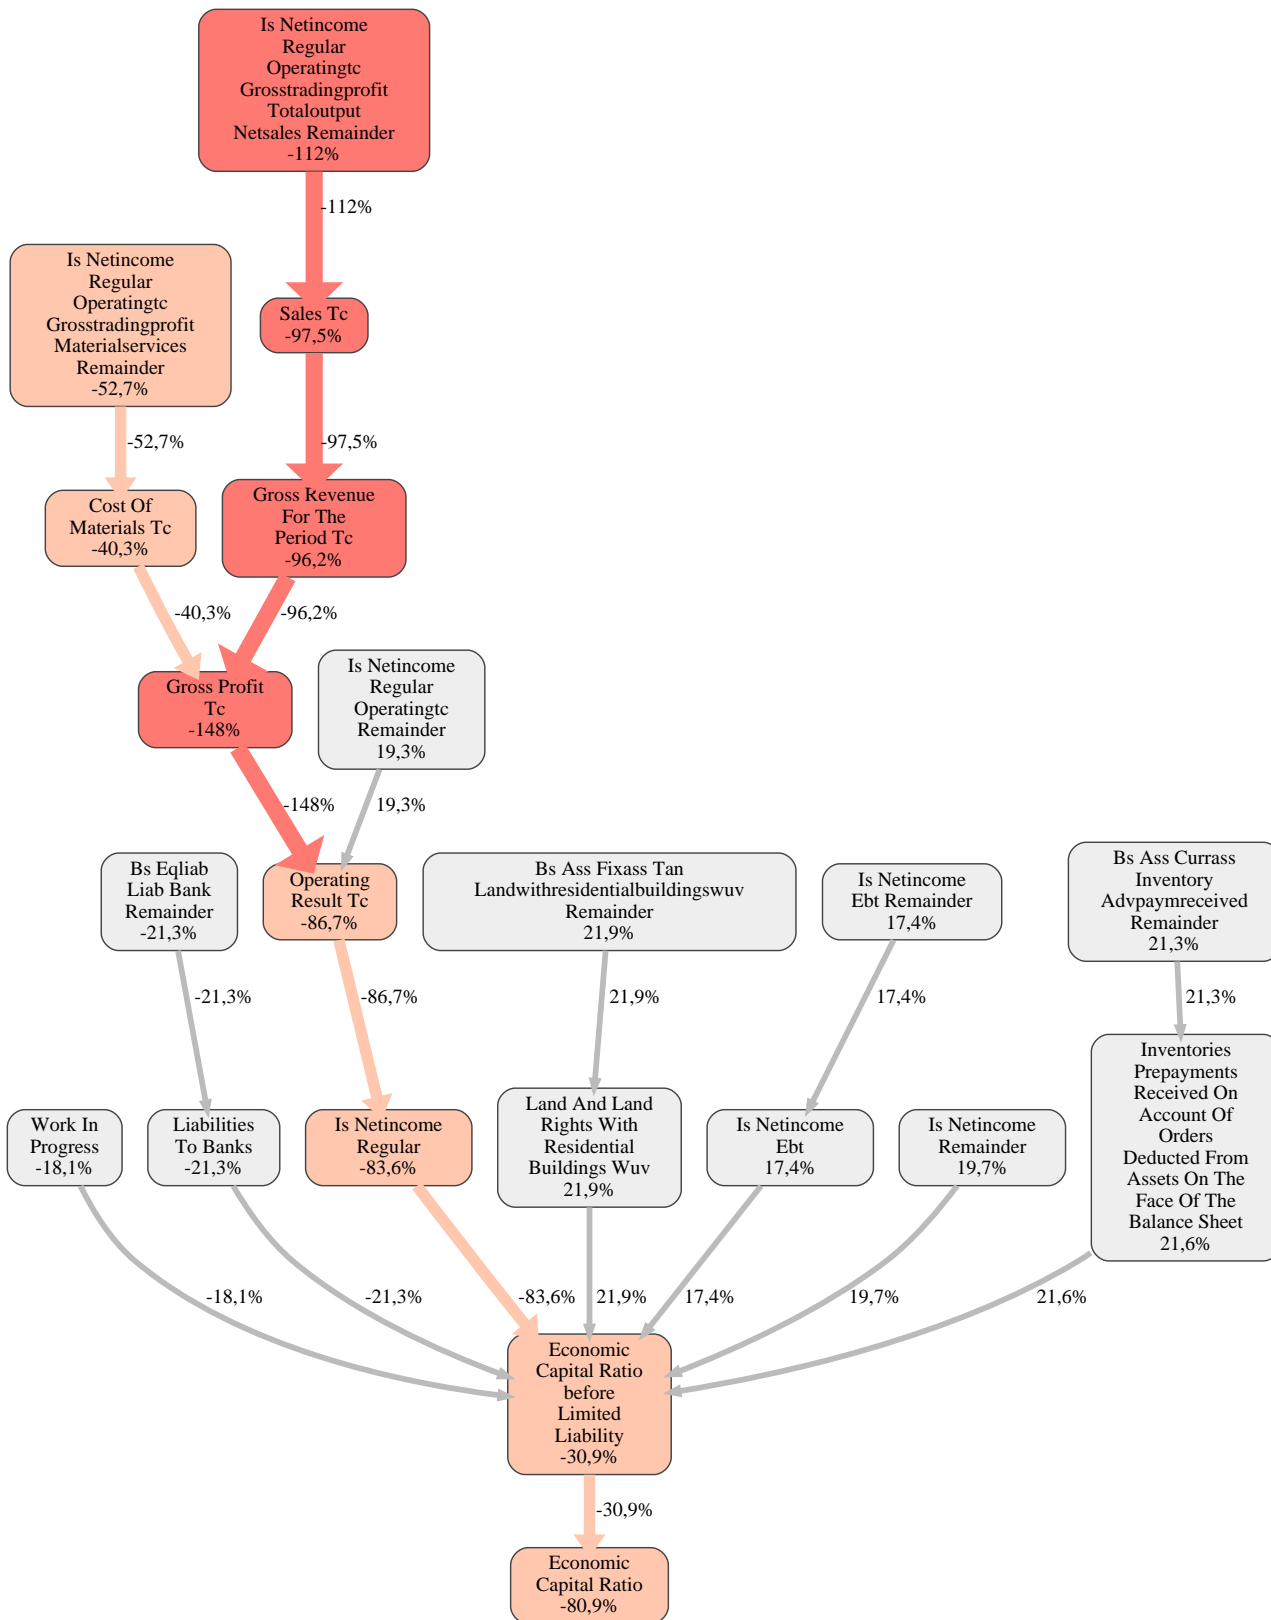 Is Netincome
Regular
Operatingtc
Grosstradingprofit
Totaloutput
Netsales Remainder
-112%
-112%
Is Netincome
Regular
Operatingtc
Grosstradingprofit
Materialservices
Remainder
-52,7%
Sales Tc
-97,5%
-52,7%
-97,5%
Cost Of
Materials Tc
-40,3%
Gross Revenue
For The
Period Tc
-96,2%
-40,3%
-96,2%
Gross Profit
Tc
-148%
Is Netincome
Regular
Operatingtc
Remainder
19,3%
-148%
19,3%
Bs Eqliab
Liab Bank
Remainder
-21,3%
Operating
Result Tc
-86,7%
Bs Ass Fixass Tan
Landwithresidentialbuildingswuv
Remainder
21,9%
Is Netincome
Ebt Remainder
17,4%
Bs Ass Currass
Inventory
Advpaymreceived
Remainder
21,3%
-21,3%
-86,7%
21,9%
17,4%
21,3%
Work In
Progress
-18,1%
Liabilities
To Banks
-21,3%
Is Netincome
Regular
-83,6%
Land And Land
Rights With
Residential
Buildings Wuv
21,9%
Is Netincome
Ebt
17,4%
Is Netincome
Remainder
19,7%
Inventories
Prepayments
Received On
Account Of
Orders
Deducted From
Assets On The
Face Of The
Balance Sheet
21,6%
-18,1%
-21,3%
-83,6%
21,9%
17,4%
19,7%
21,6%
Economic
Capital Ratio
before
Limited
Liability
-30,9%
-30,9%
Economic
Capital Ratio
-80,9%